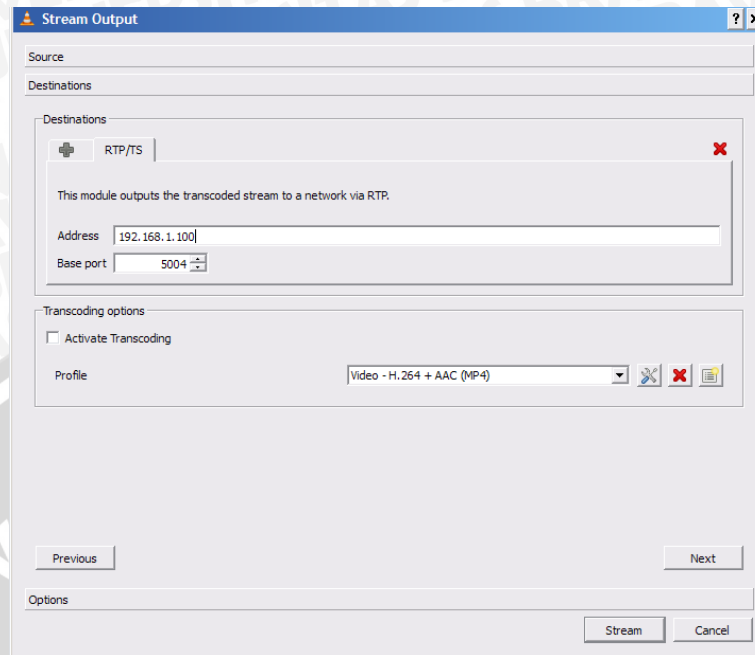 Stream Output
Source
Destinations
Destinations
RTP/TS
This module outputs the transcoded stream to a network via RTP.
Address 192.168.1.100
Base port 5004
Transcoding options
Activate Transcoding
Profile Video - H.264 + AAC (MP4)
Previous Next
Options
Stream Cancel